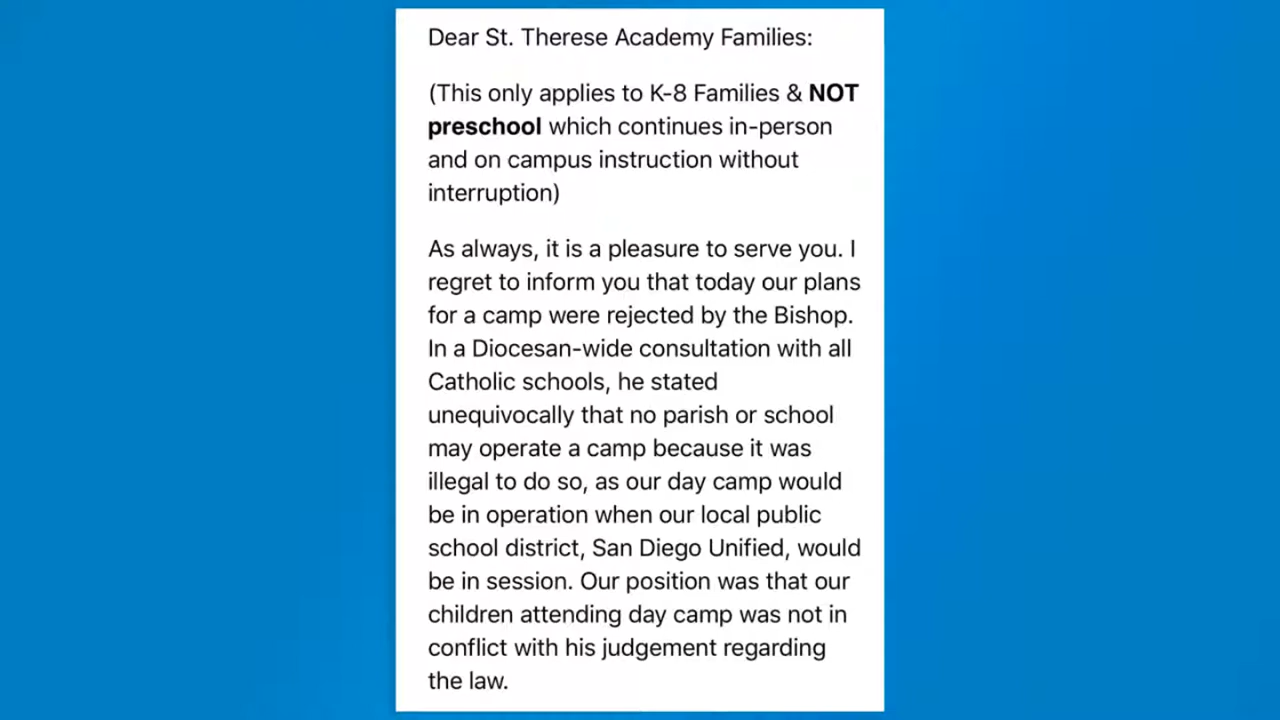 Dear St. Therese Academy Families:
(This only applies to K-8 Families & NOT
preschool which continues in-person
and on campus instruction without
interruption)
As always, it is a pleasure to serve you. I
regret to inform you that today our plans
for a camp were rejected by the Bishop.
In a Diocesan-wide consultation with all
Catholic schools, he stated
unequivocally that no parish or school
may operate a camp because it was
illegal to do so, as our day camp would
be in operation when our local public
school district, San Diego Unified, would
be in session. Our position was that our
children attending day camp was not in
conflict with his judgement regarding
the law.